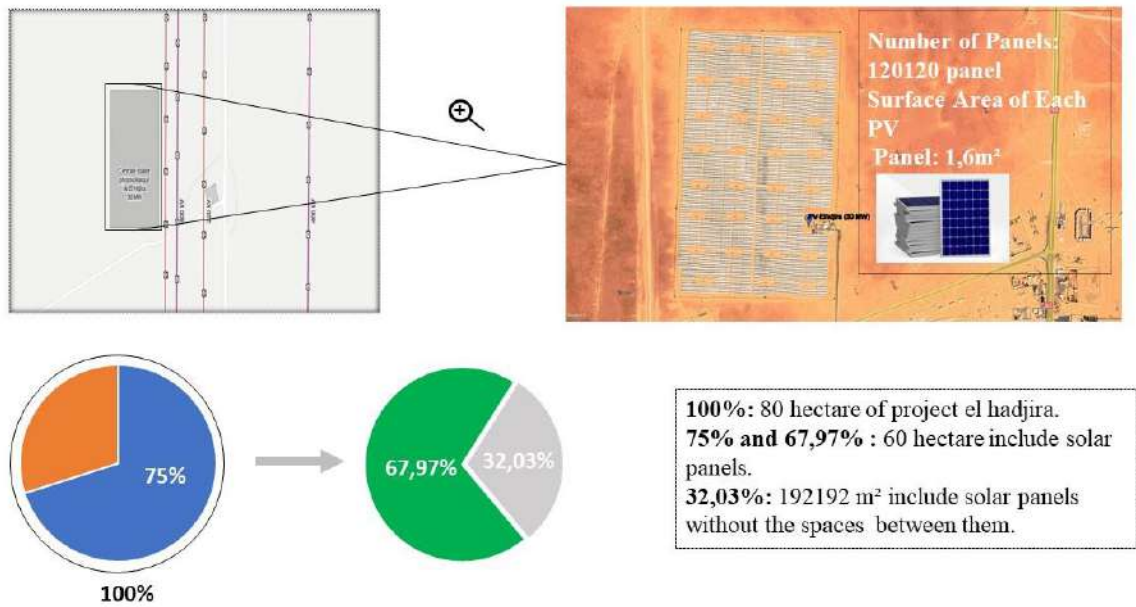 Number of Panels:
120120 panel
Surface Area of Each
PV
Panel: 1,6m²
75%
100%
67,97%
32,03%
100%: 80 hectare of project el hadjira.
75% and 67,97% : 60 hectare include solar
panels.
32,03%: 192192 m² include solar panels
without the spaces between them.